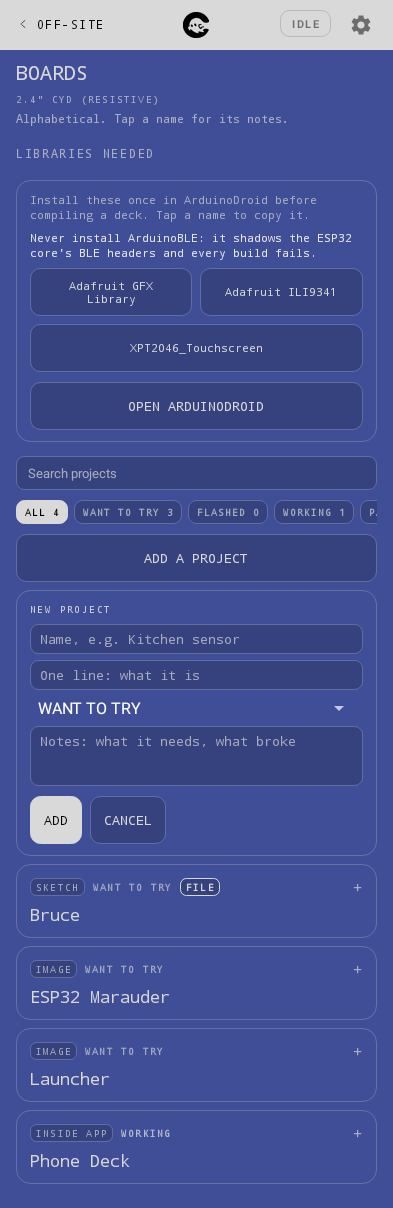 OFF-SITE
IDLE
BOARDS
2.4" CYD (RESISTIVE)
Alphabetical. Tap a name for its notes.
LIBRARIES NEEDED
Install these once in ArduinoDroid before
compiling a deck. Tap a name to copy it.
Never install ArduinoBLE: it shadows the ESP32
core's BLE headers and every build fails.
Adafruit GFX
Library
Adafruit ILI9341
XPT2046_Touchscreen
OPEN ARDUINODROID
Search projects
ALL 4 WANT TO TRY 3 FLASHED 0 WORKING 1
ADD A PROJECT
NEW PROJECT
Name, e.g. Kitchen sensor
One line: what it is
WANT TO TRY
Notes: what it needs, what broke
ADD CANCEL
SKETCH WANT TO TRY FILE +
Bruce
IMAGE WANT TO TRY +
ESP32 Marauder
IMAGE WANT TO TRY +
Launcher
INSIDE APP WORKING +
Phone Deck